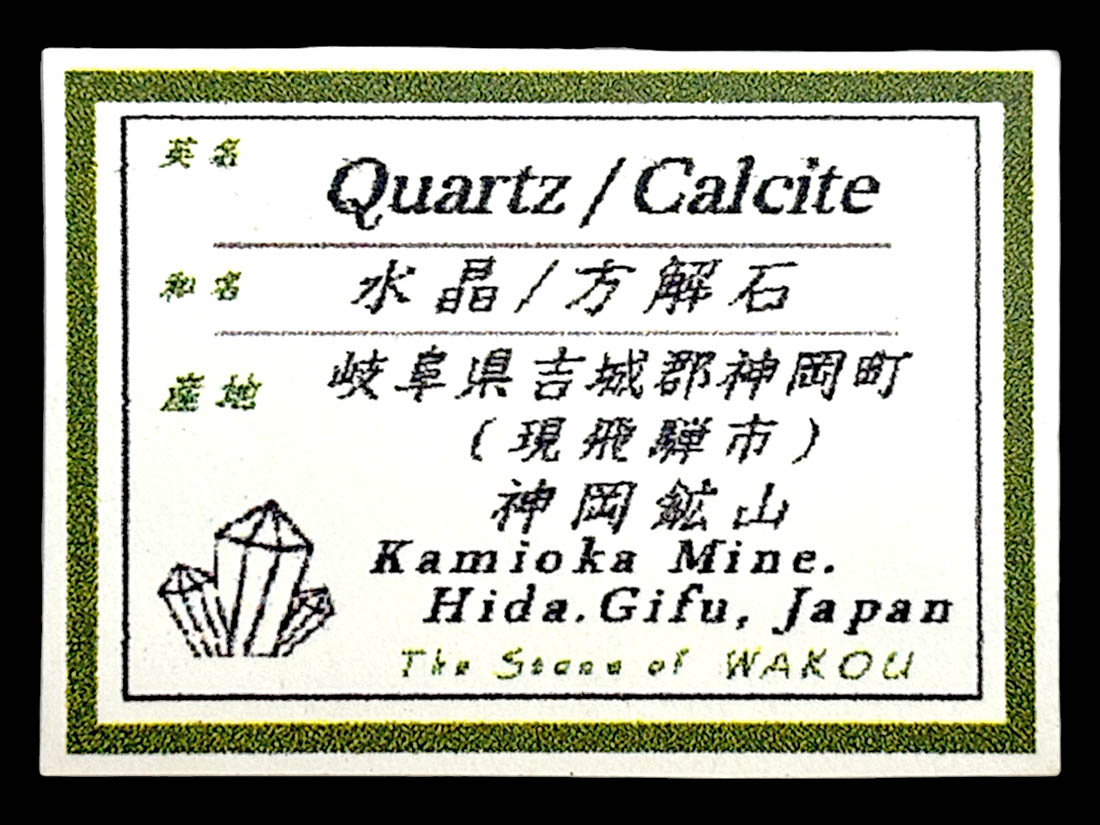 英名 Quartz / Calcite
和名 水晶/方解石
産地 岐阜県吉城郡神岡町
(現飛騨市)
神岡鉱山
Kamioka Mine.
Hida.Gifu, Japan
The Stone of WAKOU